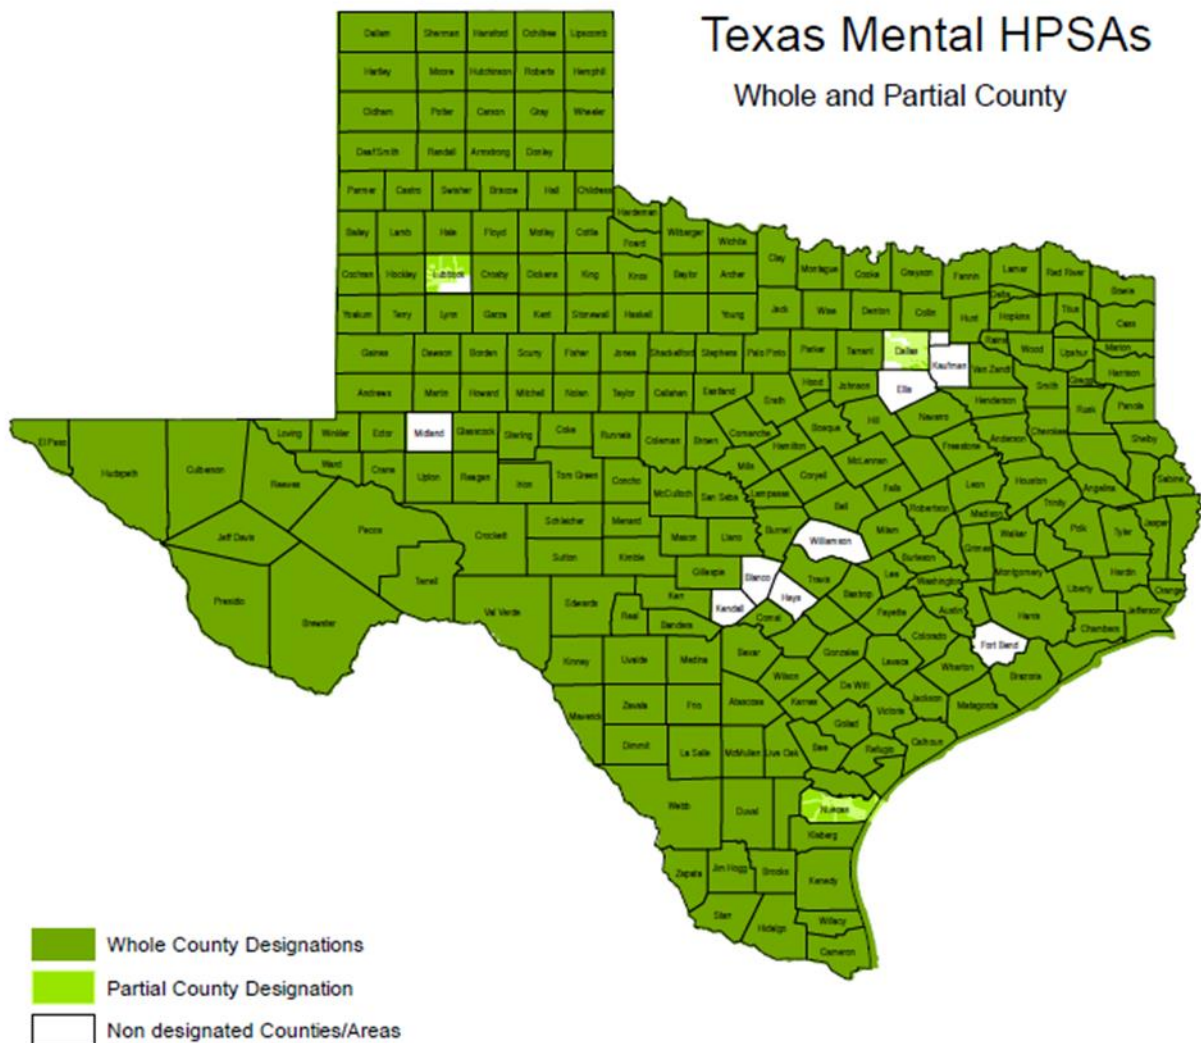 Texas Mental HPSAs
Whole and Partial County
Dallam Sherman Hansford Ochiltree Lipscomb
Hartley Moore Hutchinson Roberts Hemphill
Oldham Potter Carson Gray Wheeler
Deaf Smith Randall Armstrong Donley
Parmer Castro Swisher Briscoe Hall Childress
Hardeman
Bailey Lamb Hale Floyd Motley Cottle Foard Wilbarger Wichita
Cochran Hockley Lubbock Crosby Dickens King Knox Baylor Archer Clay Montague Cooke Grayson Fannin Lamar Red River Bowie
Yoakum Terry Lynn Garza Kent Stonewall Haskell Young Jack Wise Denton Collin Hunt Delta Hopkins Titus Cass
Gaines Dawson Borden Scurry Fisher Jones Shackelford Stephens Palo Pinto Parker Tarrant Dallas Kaufman Rains Wood Upshur Marion
Van Zandt Smith Gregg Harrison
Andrews Martin Howard Mitchell Nolan Taylor Callahan Eastland Erath Hood Johnson Ellis Henderson Rusk Panola
El Paso Loving Winkler Ector Midland Glasscock Sterling Coke Runnels Coleman Brown Comanche Hamilton Bosque Hill Navarro Freestone Anderson Cherokee Shelby
Hudspeth Culberson Reeves Ward Crane Upton Reagan Irion Tom Green Concho McCulloch San Saba Mills Lampasas Coryell McLennan Falls Leon Houston Angelina Sabine
Jeff Davis Pecos Crockett Schleicher Menard Mason Llano Burnet Bell Milam Robertson Madison Trinity Polk Tyler Jasper
Terrell Sutton Kimble Gillespie Blanco Williamson Burleson Grimes Walker
Presidio Brewster Val Verde Edwards Kerr Kendall Hays Travis Bastrop Lee Washington Montgomery Liberty Hardin Orange
Real Bandera Comal Fayette Austin Harris Chambers Jefferson
Kinney Uvalde Medina Bexar Gonzales Lavaca Colorado Fort Bend
Wilson Wharton Brazoria
Maverick Zavala Frio Atascosa Karnes De Witt Jackson Matagorda
Victoria Goliad
Dimmit La Salle McMullen Live Oak Bee Refugio Calhoun
Webb Duval Nueces
Kleberg
Zapata Jim Hogg Brooks Kenedy
Starr Hidalgo Willacy
Cameron
Whole County Designations
Partial County Designation
Non designated Counties/Areas